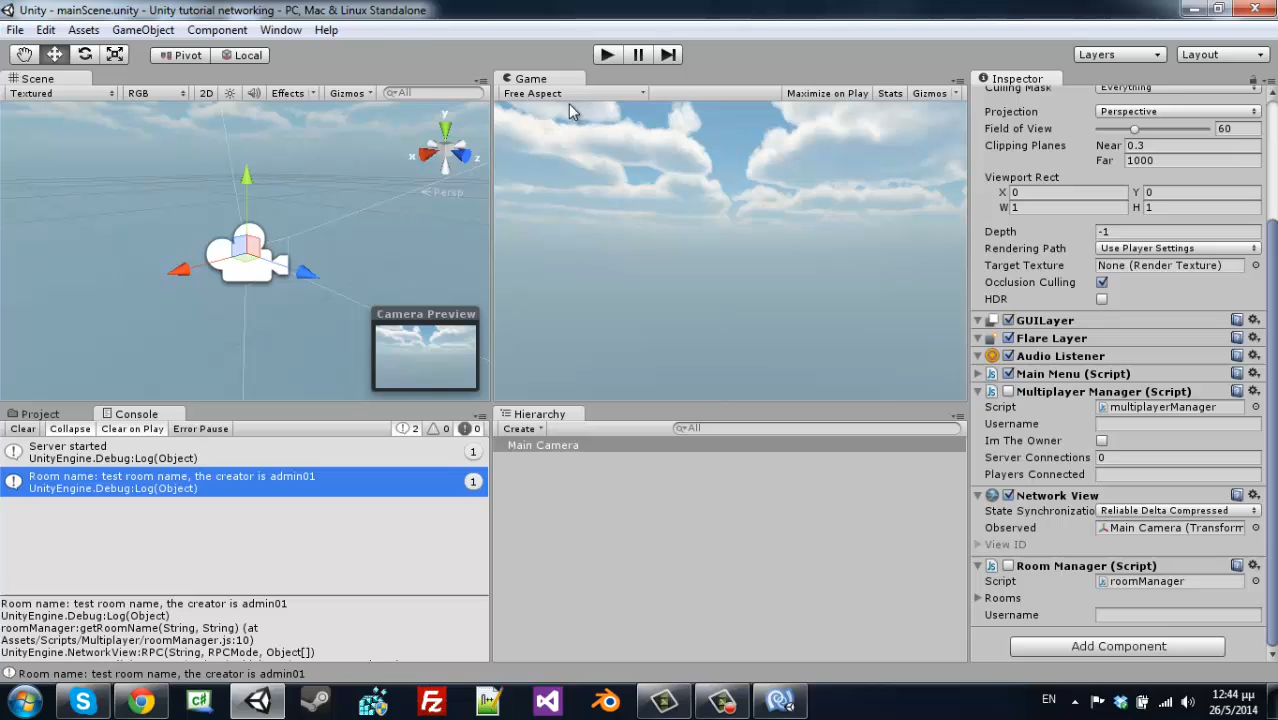 Unity - mainScene.unity - Unity tutorial networking - PC, Mac & Linux Standalone
File Edit Assets GameObject Component Window Help
Pivot Local Layers Layout
Scene
Textured RGB 2D Effects Gizmos All
y
x z
Persp
Camera Preview
Game
Free Aspect Maximize on Play Stats Gizmos
Project Console
Clear Collapse Clear on Play Error Pause 2 0 0
Server started
UnityEngine.Debug:Log(Object) 1
Room name: test room name, the creator is admin01
UnityEngine.Debug:Log(Object) 1
Room name: test room name, the creator is admin01
UnityEngine.Debug:Log(Object)
roomManager:getRoomName(String, String) (at
Assets/Scripts/Multiplayer/roomManager.js:10)
UnityEngine.NetworkView:RPC(String, RPCMode, Object[])
Hierarchy
Create All
Main Camera
Inspector
Culling Mask Everything
Projection Perspective
Field of View 60
Clipping Planes Near 0.3
Far 1000
Viewport Rect
X 0 Y 0
W 1 H 1
Depth -1
Rendering Path Use Player Settings
Target Texture None (Render Texture)
Occlusion Culling
HDR
GUILayer
Flare Layer
Audio Listener
Main Menu (Script)
Multiplayer Manager (Script)
Script multiplayerManager
Username
Im The Owner
Server Connections 0
Players Connected
Network View
State Synchronizatio Reliable Delta Compressed
Observed Main Camera (Transform
View ID
Room Manager (Script)
Script roomManager
Rooms
Username
Add Component
Room name: test room name, the creator is admin01
EN 12:44 μμ
26/5/2014